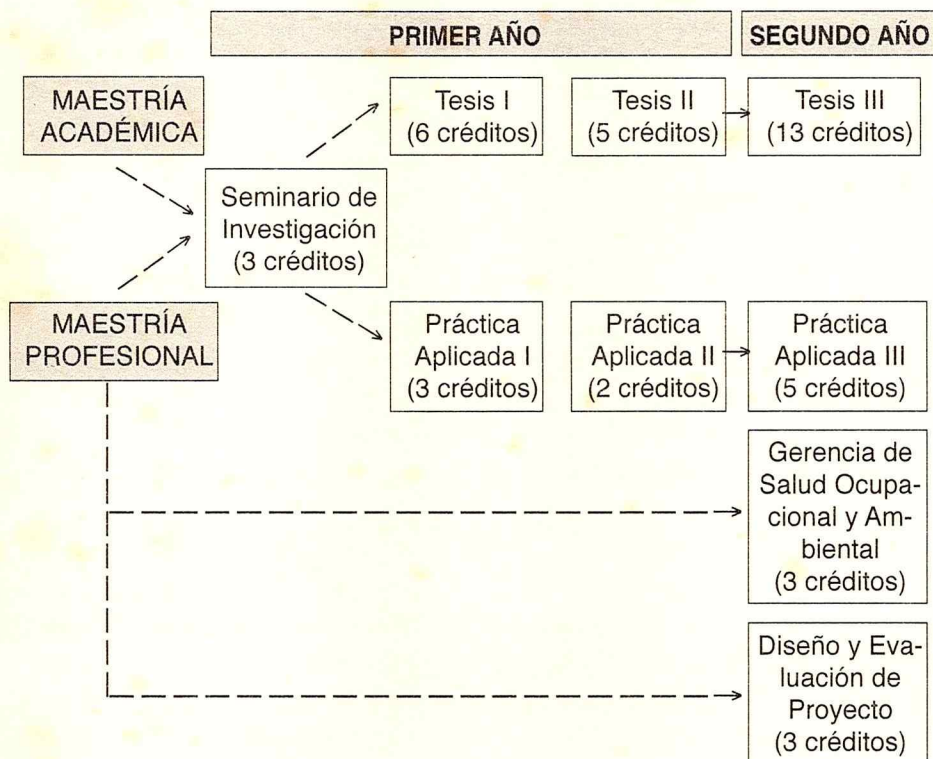 PRIMER AÑO
SEGUNDO AÑO
MAESTRÍA
ACADÉMICA
Tesis I
(6 créditos)
Tesis II
(5 créditos)
Tesis III
(13 créditos)
Seminario de
Investigación
(3 créditos)
MAESTRÍA
PROFESIONAL
Práctica
Aplicada I
(3 créditos)
Práctica
Aplicada II
(2 créditos)
Práctica
Aplicada III
(5 créditos)
Gerencia de
Salud Ocupa-
cional y Am-
biental
(3 créditos)
Diseño y Eva-
luación de
Proyecto
(3 créditos)